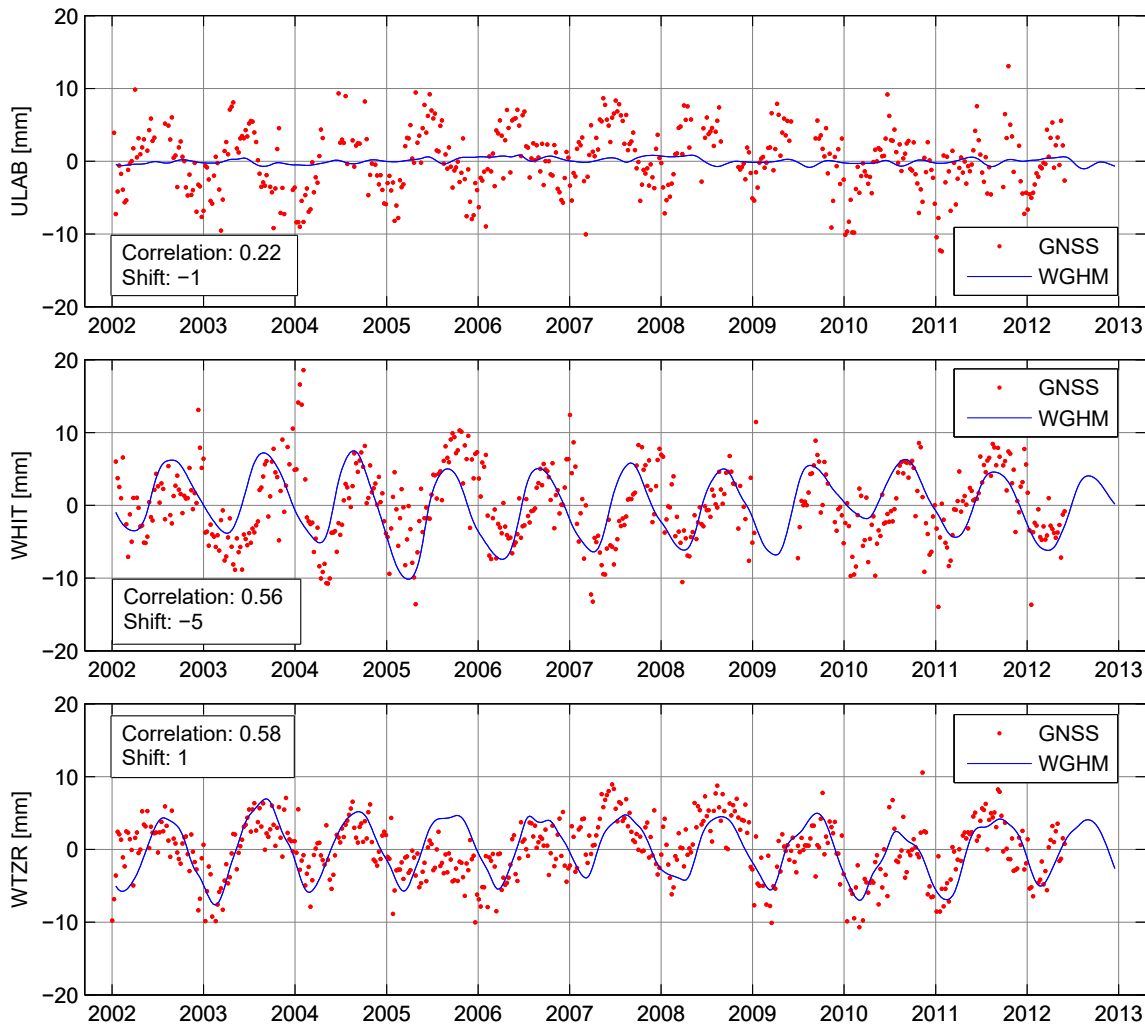 20
10
0
−10
−20
ULAB [mm]
Correlation: 0.22
Shift: −1
GNSS
WGHM
2002 2003 2004 2005 2006 2007 2008 2009 2010 2011 2012 2013
20
10
0
−10
−20
WHIT [mm]
GNSS
WGHM
Correlation: 0.56
Shift: −5
2002 2003 2004 2005 2006 2007 2008 2009 2010 2011 2012 2013
20
10
0
−10
−20
WTZR [mm]
Correlation: 0.58
Shift: 1
GNSS
WGHM
2002 2003 2004 2005 2006 2007 2008 2009 2010 2011 2012 2013